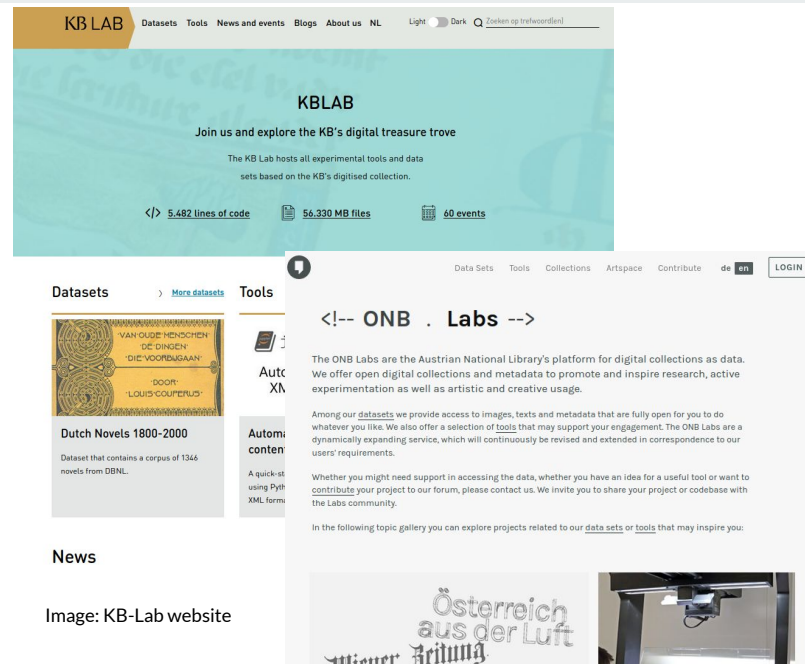 KB LAB
Datasets Tools News and events Blogs About us NL Light Dark Zoeken op trefwoord(en)
KBLAB
Join us and explore the KB's digital treasure trove
The KB Lab hosts all experimental tools and data
sets based on the KB's digitised collection.
</> 5.482 lines of code 56.330 MB files 60 events
Datasets > More datasets Tools
VAN·OUDE·MENSCHEN·
·DE·DINGEN·
·DIE·VOORBIJGAAN·
·DOOR·
·LOUIS·COUPERUS·
Dutch Novels 1800-2000
Dataset that contains a corpus of 1346
novels from DBNL.
News
Image: KB-Lab website
Data Sets Tools Collections Artspace Contribute de en LOGIN
<!-- ONB . Labs -->
The ONB Labs are the Austrian National Library's platform for digital collections as data.
We offer open digital collections and metadata to promote and inspire research, active
experimentation as well as artistic and creative usage.
Among our datasets we provide access to images, texts and metadata that are fully open for you to do
whatever you like. We also offer a selection of tools that may support your engagement. The ONB Labs are a
dynamically expanding service, which will continuously be revised and extended in correspondence to our
users' requirements.
Whether you might need support in accessing the data, whether you have an idea for a useful tool or want to
contribute your project to our forum, please contact us. We invite you to share your project or codebase with
the Labs community.
In the following topic gallery you can explore projects related to our data sets or tools that may inspire you:
Österreich
aus der Luft
Wiener Zeitung.